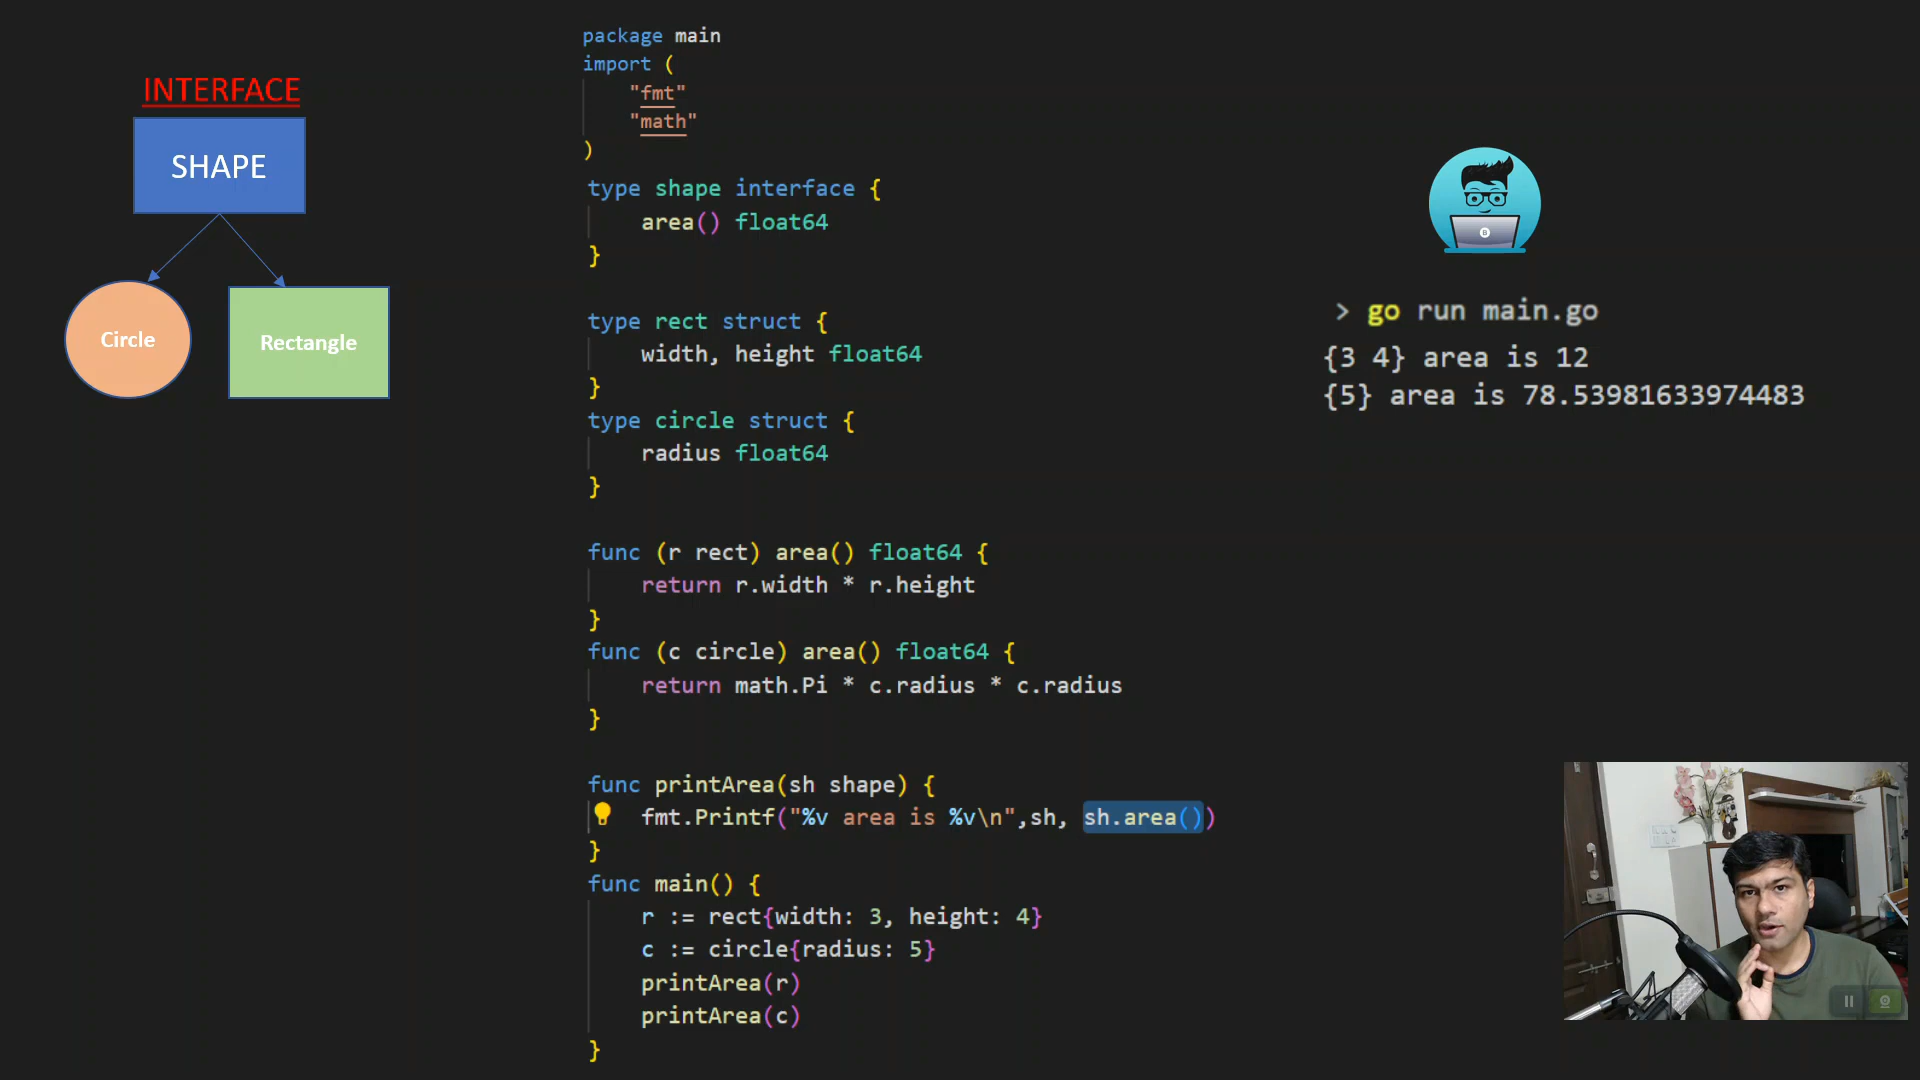 INTERFACE
SHAPE
Circle
Rectangle
package main
import (
"fmt"
"math"
)
type shape interface {
area() float64
}
type rect struct {
width, height float64
}
type circle struct {
radius float64
}
func (r rect) area() float64 {
return r.width * r.height
}
func (c circle) area() float64 {
return math.Pi * c.radius * c.radius
}
func printArea(sh shape) {
fmt.Printf("%v area is %v\n",sh, sh.area())
}
func main() {
r := rect{width: 3, height: 4}
c := circle{radius: 5}
printArea(r)
printArea(c)
}
> go run main.go
{3 4} area is 12
{5} area is 78.53981633974483